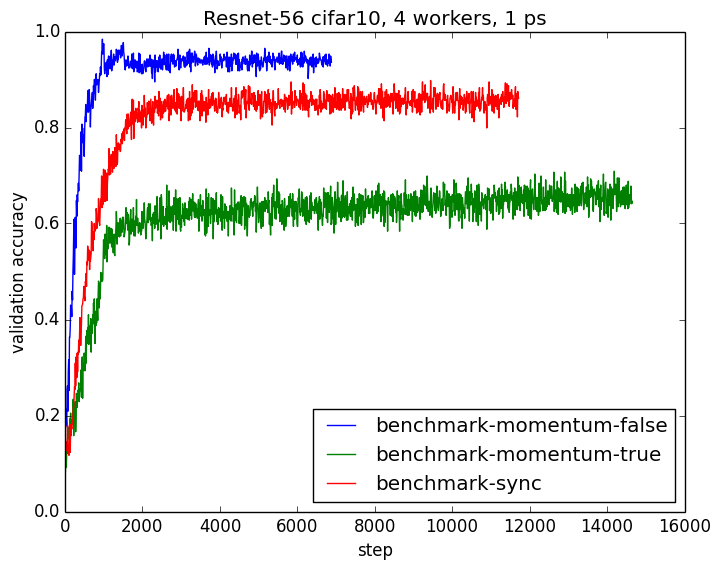 Resnet-56 cifar10, 4 workers, 1 ps
validation accuracy
1.0
0.8
0.6
0.4
0.2
0.0
0 2000 4000 6000 8000 10000 12000 14000 16000
step
benchmark-momentum-false
benchmark-momentum-true
benchmark-sync